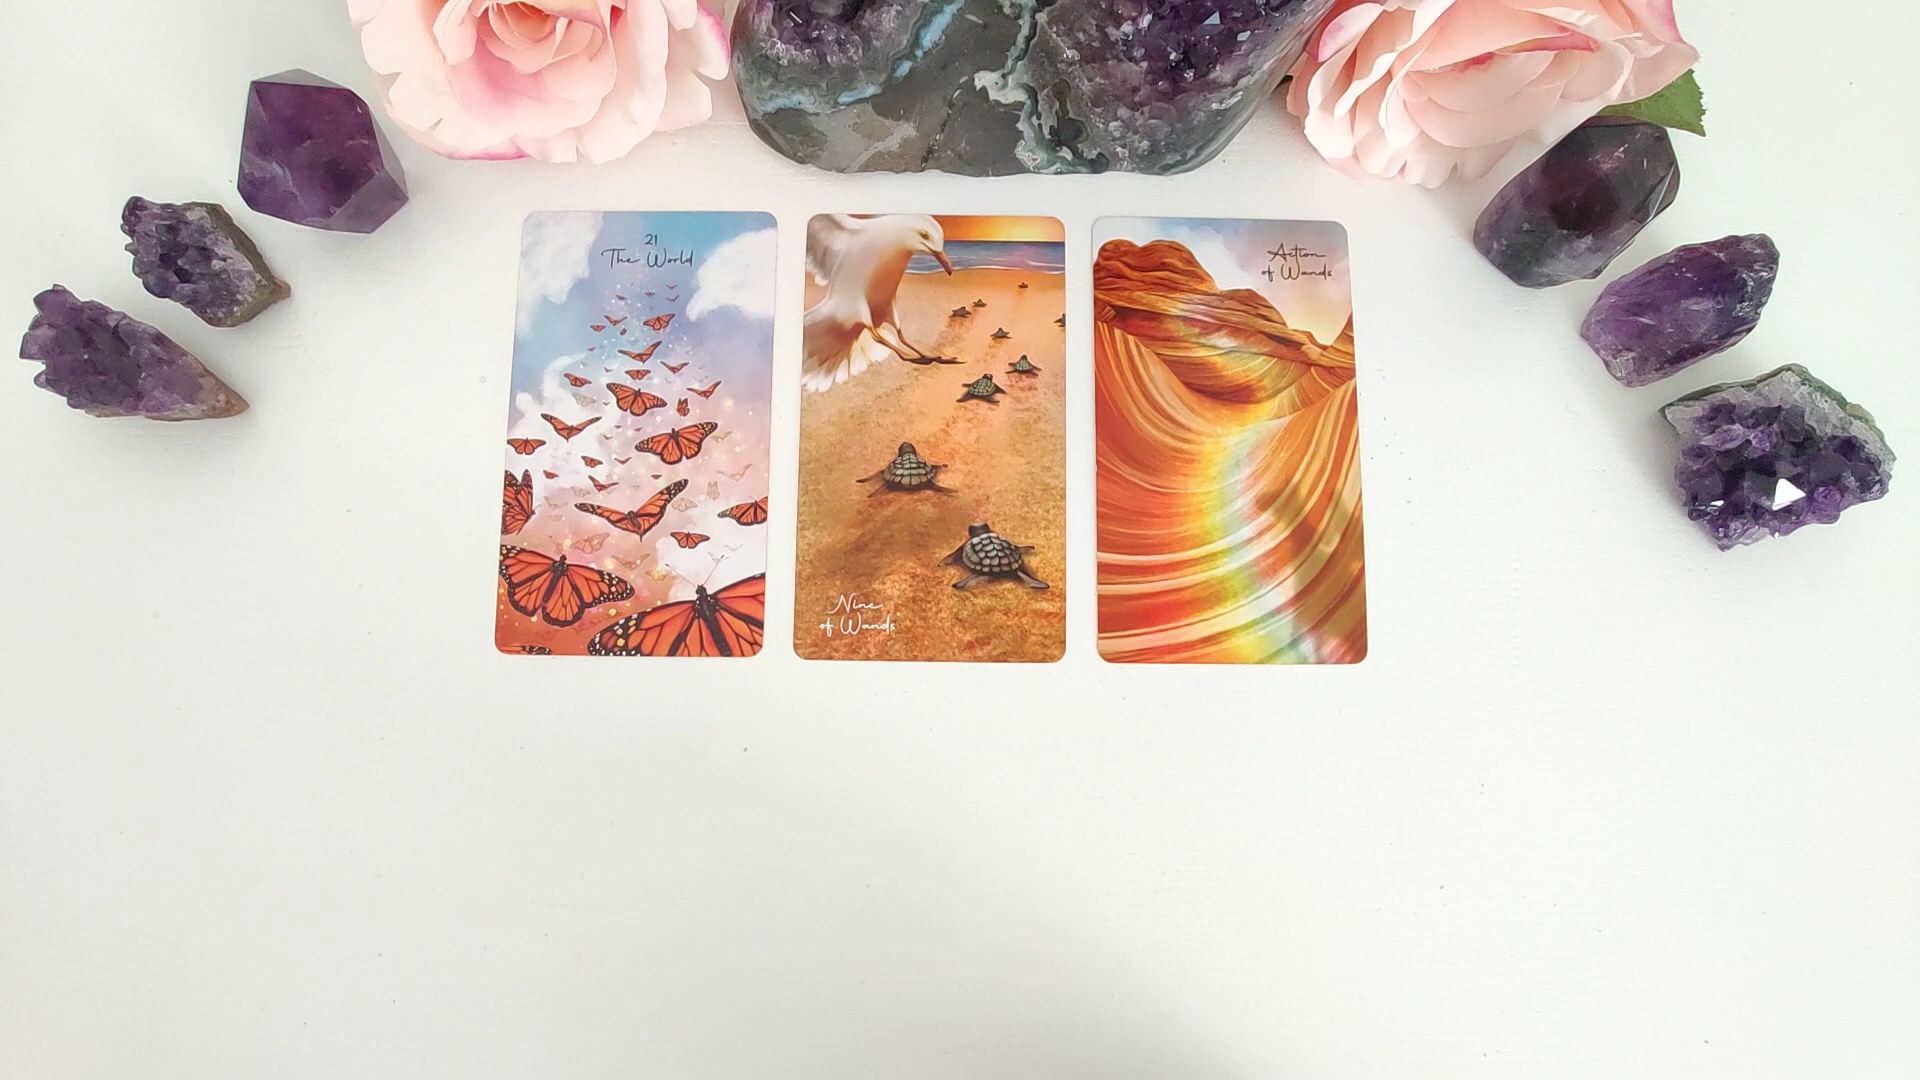 21
The World
Nine
of Wands
Action
of Wands